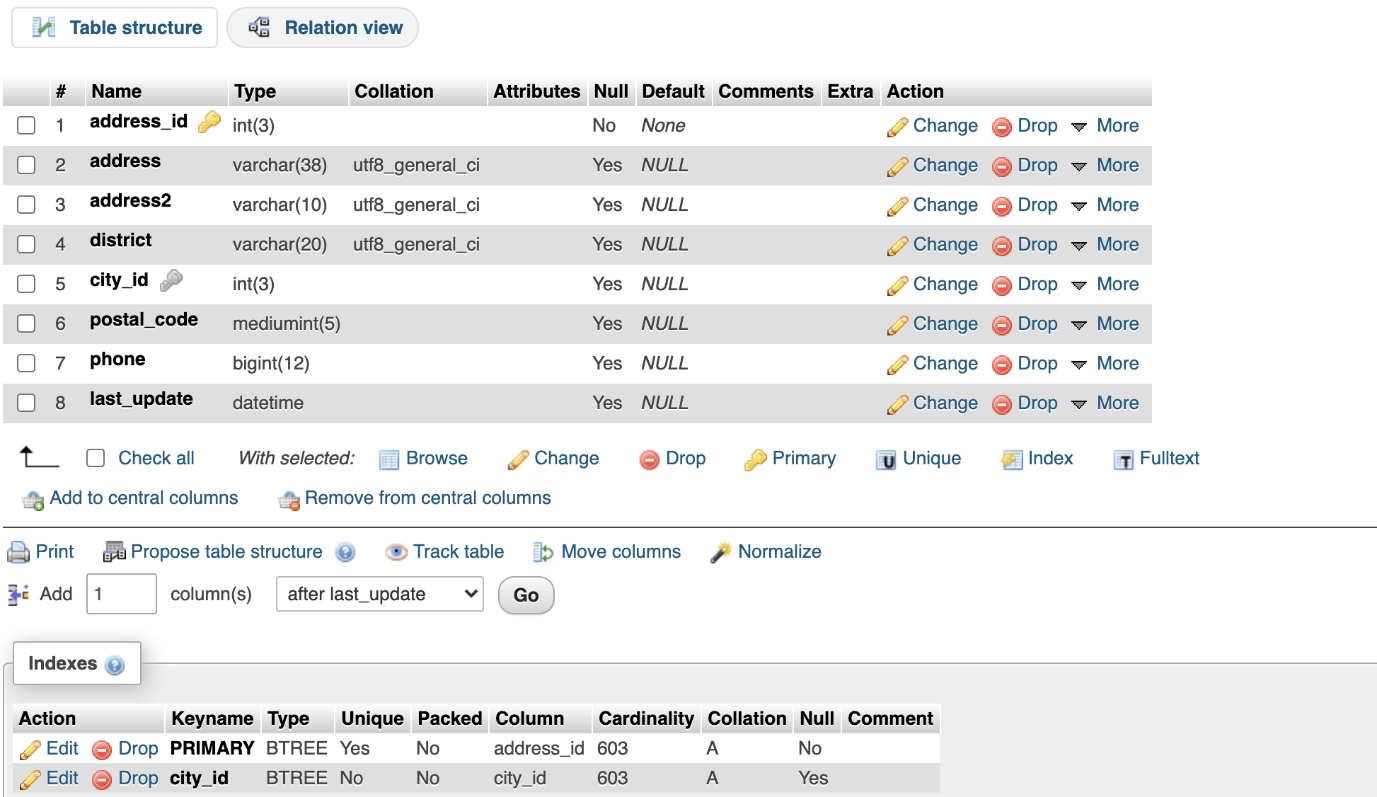 Table structure Relation view
# Name Type Collation Attributes Null Default Comments Extra Action
1 address_id int(3) No None Change Drop More
2 address varchar(38) utf8_general_ci Yes NULL Change Drop More
3 address2 varchar(10) utf8_general_ci Yes NULL Change Drop More
4 district varchar(20) utf8_general_ci Yes NULL Change Drop More
5 city_id int(3) Yes NULL Change Drop More
6 postal_code mediumint(5) Yes NULL Change Drop More
7 phone bigint(12) Yes NULL Change Drop More
8 last_update datetime Yes NULL Change Drop More
Check all With selected: Browse Change Drop Primary Unique Index Fulltext
Add to central columns Remove from central columns
Print Propose table structure Track table Move columns Normalize
Add 1 column(s) after last_update Go
Indexes
Action Keyname Type Unique Packed Column Cardinality Collation Null Comment
Edit Drop PRIMARY BTREE Yes No address_id 603 A No
Edit Drop city_id BTREE No No city_id 603 A Yes